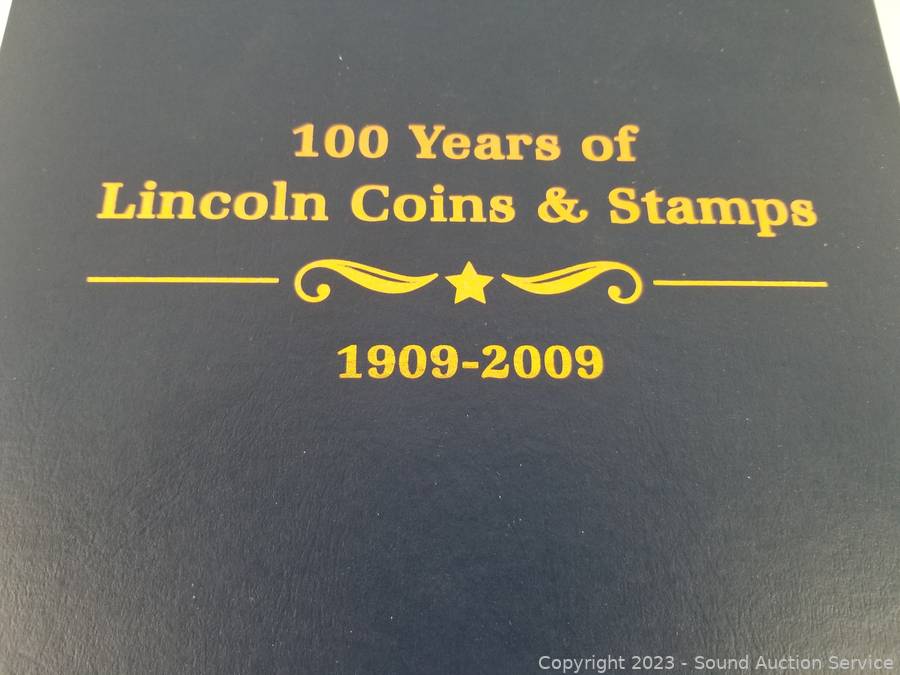 100 Years of
Lincoln Coins & Stamps
1909-2009
Copyright 2023 - Sound Auction Service